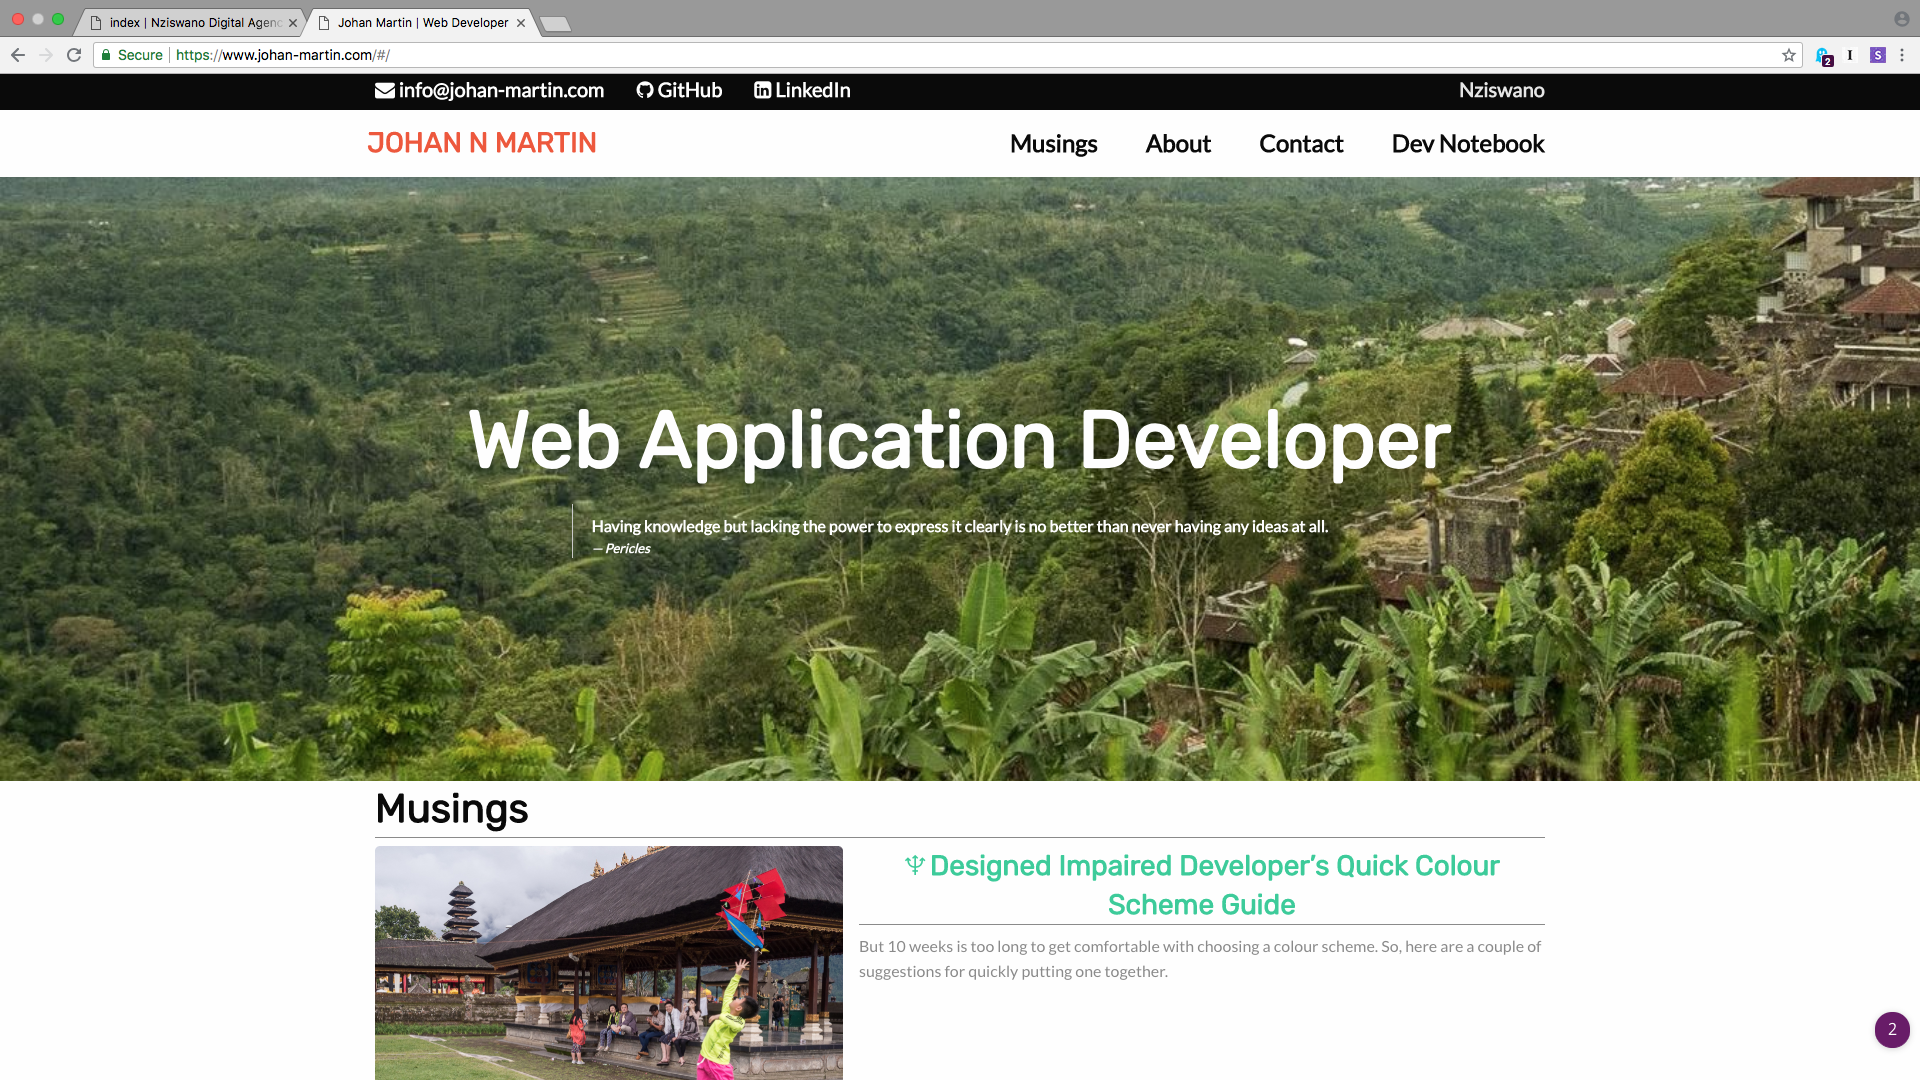 index | Nziswano Digital Agenc
Johan Martin | Web Developer
Secure
https://www.johan-martin.com/#/
2
I
S
info@johan-martin.com GitHub LinkedIn Nziswano
JOHAN N MARTIN
Musings About Contact Dev Notebook
Web Application Developer
Having knowledge but lacking the power to express it clearly is no better than never having any ideas at all.
— Pericles
Musings
Designed Impaired Developer’s Quick Colour
Scheme Guide
But 10 weeks is too long to get comfortable with choosing a colour scheme. So, here are a couple of
suggestions for quickly putting one together.
2